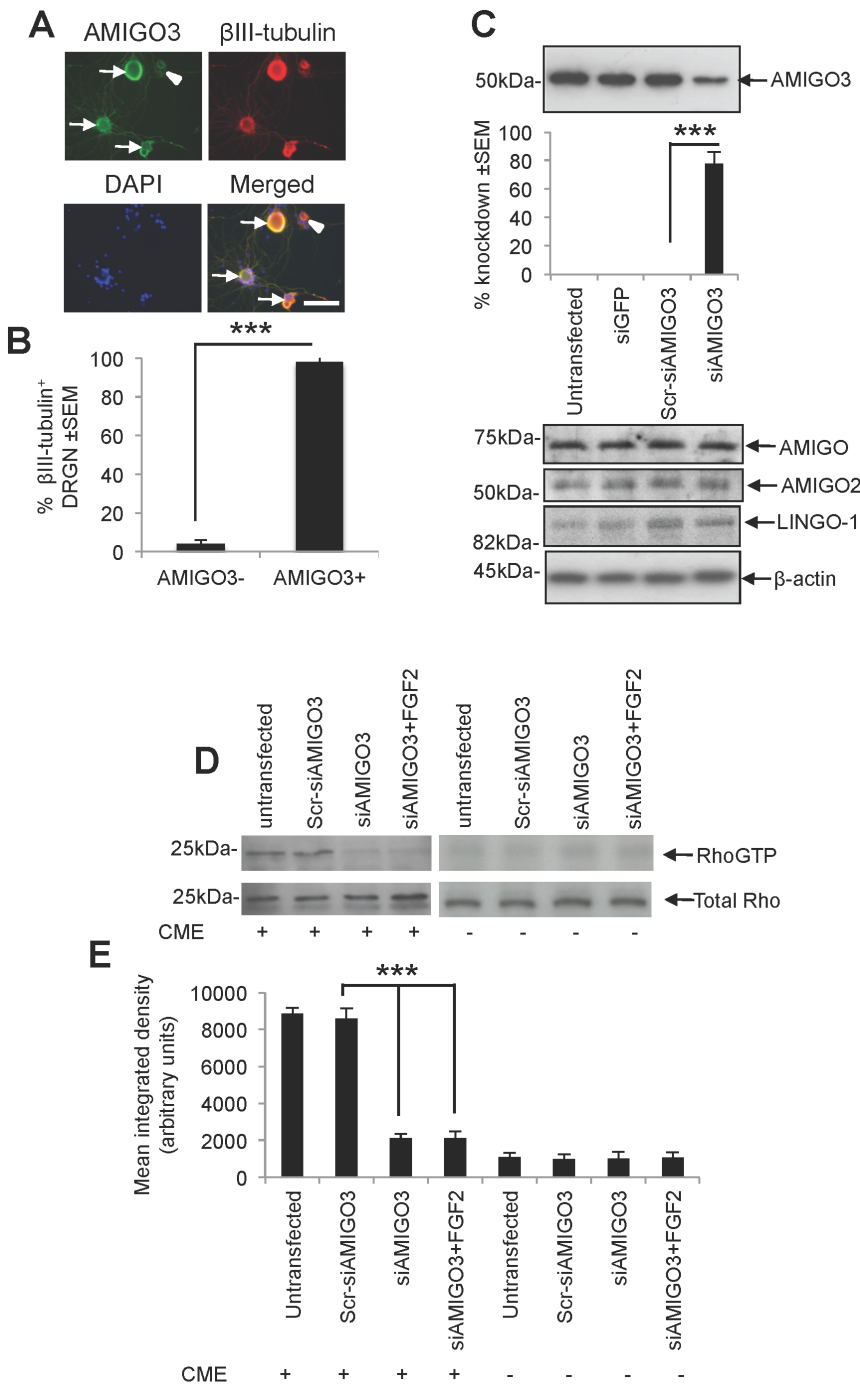 A
AMIGO3 βIII-tubulin
DAPI Merged
B
***
% βIII-tubulin+
DRGN ±SEM
100
80
60
40
20
0
AMIGO3- AMIGO3+
C
50kDa- AMIGO3
% knockdown ±SEM
***
100
80
60
40
20
0
Untransfected
siGFP
Scr-siAMIGO3
siAMIGO3
75kDa- AMIGO
50kDa- AMIGO2
82kDa- LINGO-1
45kDa- β-actin
D
untransfected
Scr-siAMIGO3
siAMIGO3
siAMIGO3+FGF2
untransfected
Scr-siAMIGO3
siAMIGO3
siAMIGO3+FGF2
25kDa- RhoGTP
25kDa- Total Rho
CME + + + + - - - -
E
***
Mean integrated density
(arbitrary units)
10000
8000
6000
4000
2000
0
Untransfected
Scr-siAMIGO3
siAMIGO3
siAMIGO3+FGF2
Untransfected
Scr-siAMIGO3
siAMIGO3
siAMIGO3+FGF2
CME + + + + - - - -